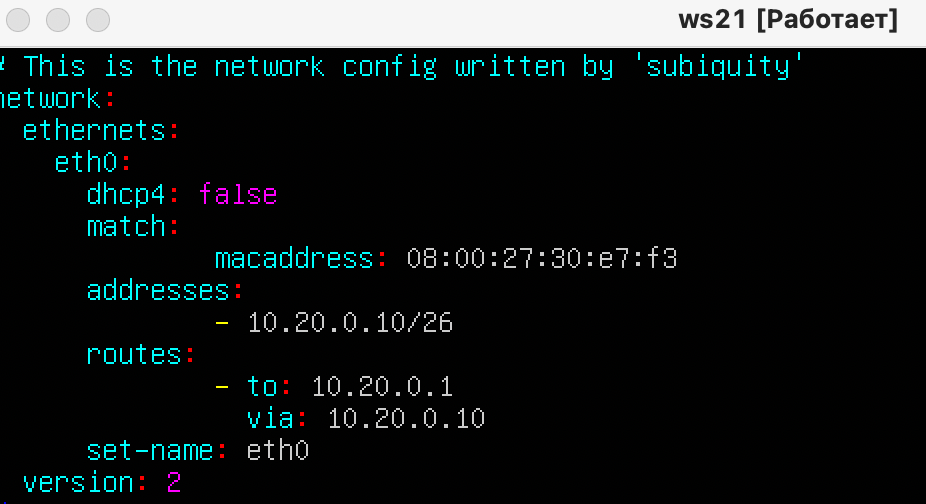 ws21 [Работает]
# This is the network config written by 'subiquity'
network:
  ethernets:
    eth0:
      dhcp4: false
      match:
              macaddress: 08:00:27:30:e7:f3
      addresses:
              - 10.20.0.10/26
      routes:
              - to: 10.20.0.1
                via: 10.20.0.10
      set-name: eth0
  version: 2